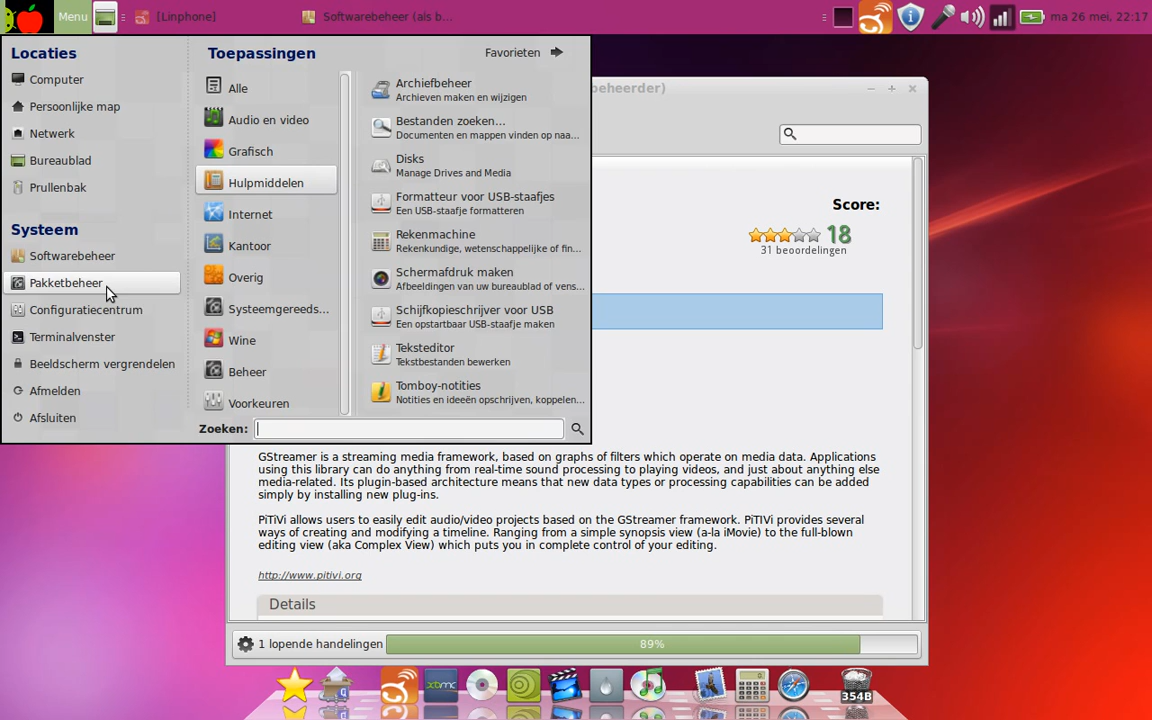 Menu
[Linphone]
Softwarebeheer (als b...
ma 26 mei, 22:17
Locaties
Computer
Persoonlijke map
Netwerk
Bureaublad
Prullenbak
Systeem
Softwarebeheer
Pakketbeheer
Configuratiecentrum
Terminalvenster
Beeldscherm vergrendelen
Afmelden
Afsluiten
Toepassingen
Favorieten
Alle
Audio en video
Grafisch
Hulpmiddelen
Internet
Kantoor
Overig
Systeemgereeds...
Wine
Beheer
Voorkeuren
Archiefbeheer
Archieven maken en wijzigen
Bestanden zoeken...
Documenten en mappen vinden op naa...
Disks
Manage Drives and Media
Formatteur voor USB-staafjes
Een USB-staafje formatteren
Rekenmachine
Rekenkundige, wetenschappelijke of fin...
Schermafdruk maken
Afbeeldingen van uw bureaublad of vens...
Schijfkopieschrijver voor USB
Een opstartbaar USB-staafje maken
Teksteditor
Tekstbestanden bewerken
Tomboy-notities
Notities en ideeën opschrijven, koppelen...
Zoeken:
beheerder)
Score:
18
31 beoordelingen
GStreamer is a streaming media framework, based on graphs of filters which operate on media data. Applications
using this library can do anything from real-time sound processing to playing videos, and just about anything else
media-related. Its plugin-based architecture means that new data types or processing capabilities can be added
simply by installing new plug-ins.
PiTiVi allows users to easily edit audio/video projects based on the GStreamer framework. PiTIVi provides several
ways of creating and modifying a timeline. Ranging from a simple synopsis view (a-la iMovie) to the full-blown
editing view (aka Complex View) which puts you in complete control of your editing.
http://www.pitivi.org
Details
1 lopende handelingen
89%
xbmc
354B